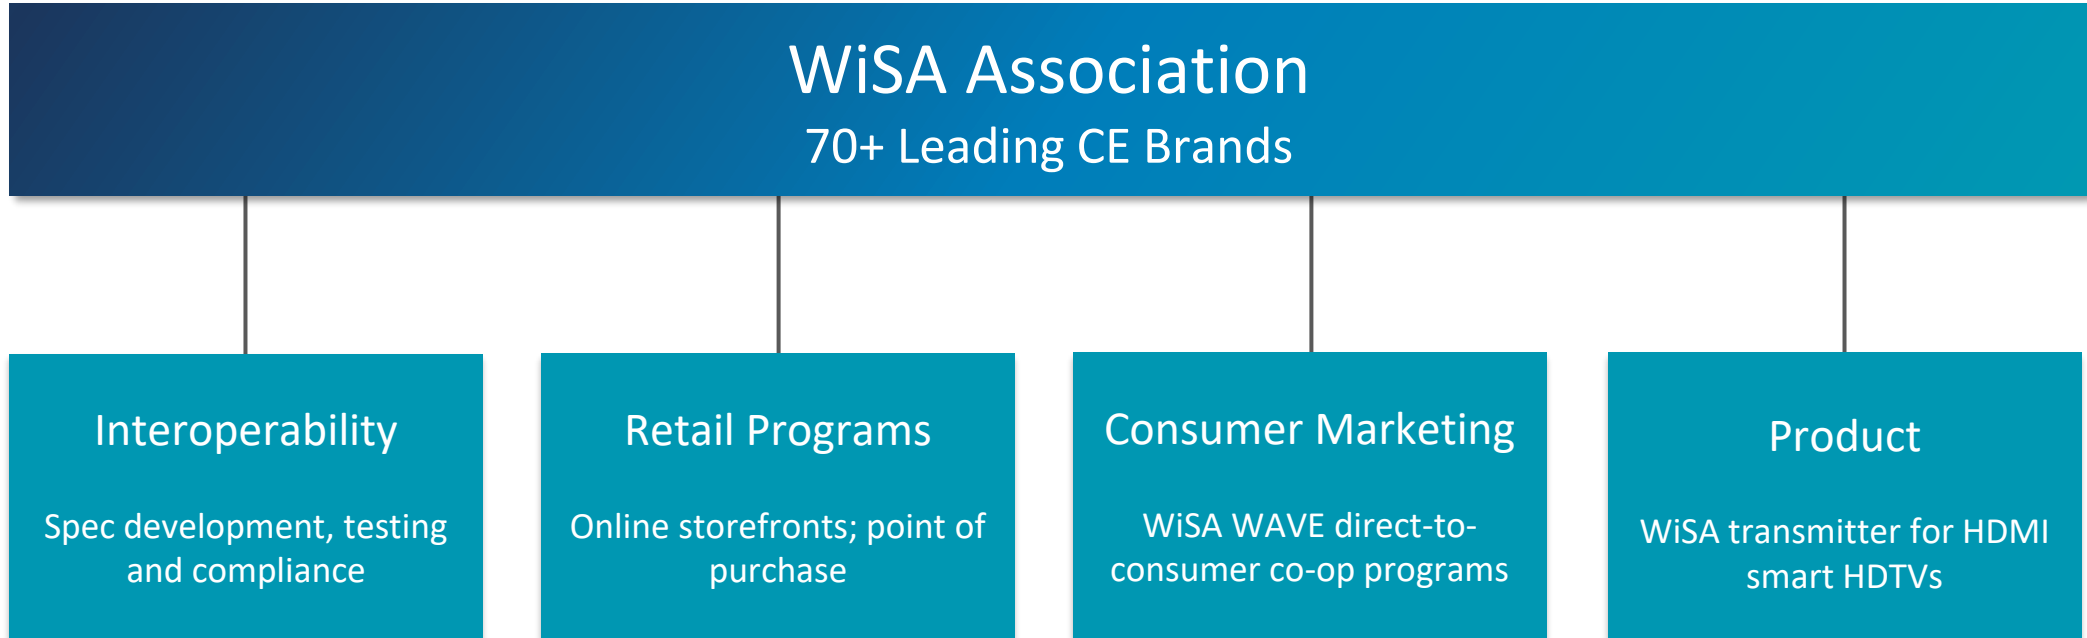 WiSA Association
70+ Leading CE Brands
Interoperability
Spec development, testing
and compliance
Retail Programs
Online storefronts; point of
purchase
Consumer Marketing
WiSA WAVE direct-to-
consumer co-op programs
Product
WiSA transmitter for HDMI
smart HDTVs